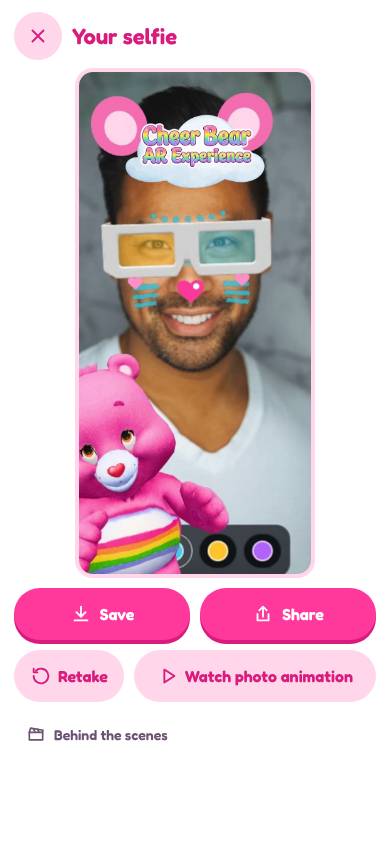 Your selfie
Cheer Bear
AR Experience
Save
Share
Retake
Watch photo animation
Behind the scenes